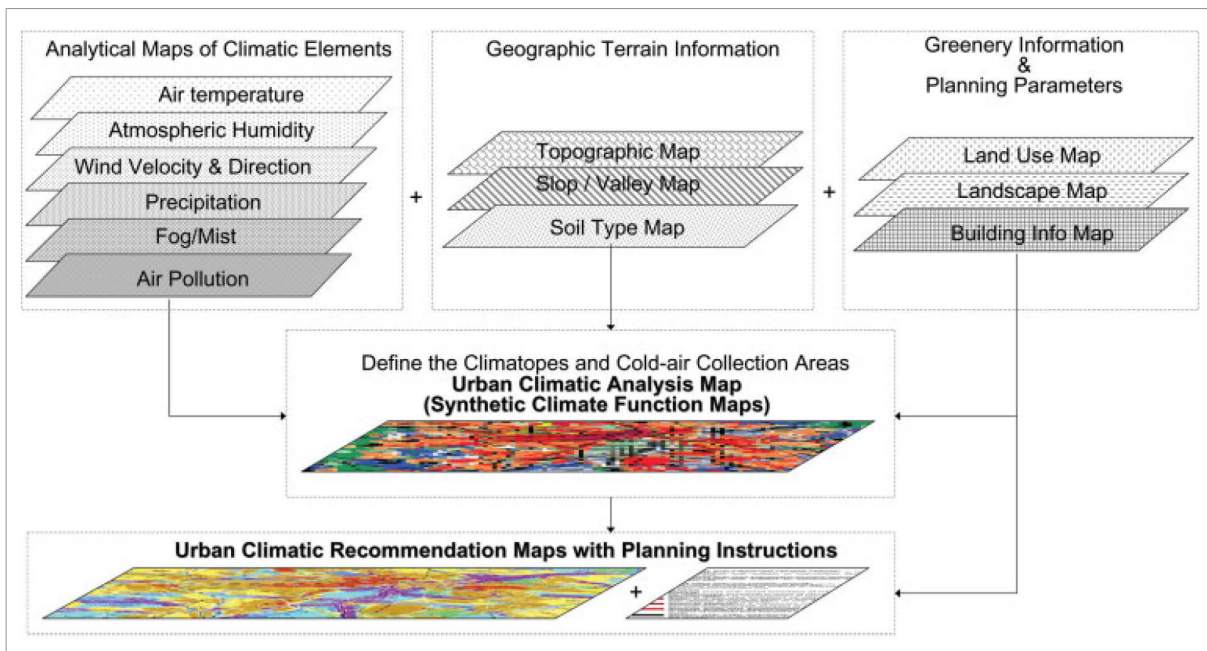 Analytical Maps of Climatic Elements
Air temperature
Atmospheric Humidity
Wind Velocity & Direction
Precipitation
Fog/Mist
Air Pollution
+
Geographic Terrain Information
Topographic Map
Slop / Valley Map
Soil Type Map
+
Greenery Information
&
Planning Parameters
Land Use Map
Landscape Map
Building Info Map
Define the Climatopes and Cold-air Collection Areas
Urban Climatic Analysis Map
(Synthetic Climate Function Maps)
Urban Climatic Recommendation Maps with Planning Instructions
+